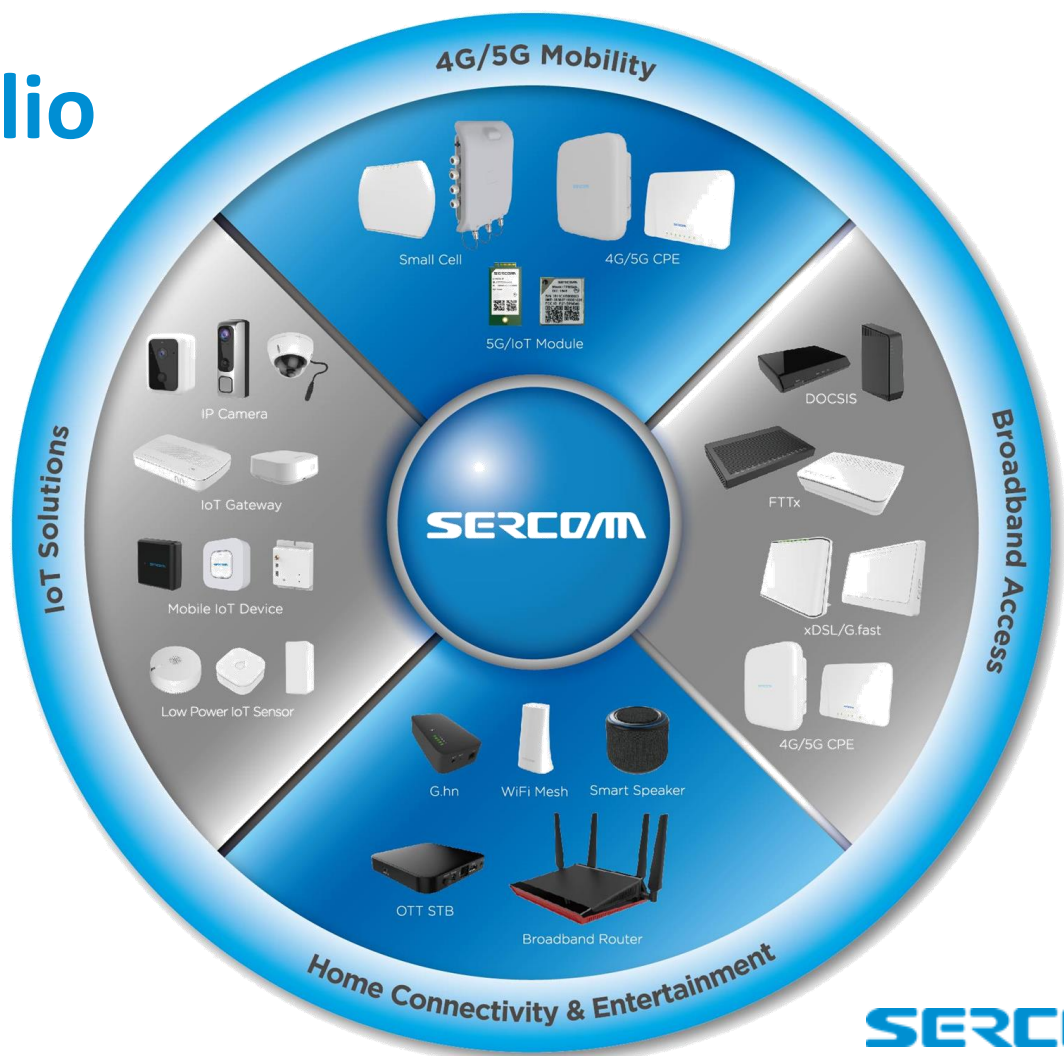 lio
4G/5G Mobility
Small Cell
4G/5G CPE
5G/IoT Module
IoT Solutions
IP Camera
IoT Gateway
Mobile IoT Device
Low Power IoT Sensor
SERCOMM
Broadband Access
DOCSIS
FTTx
xDSL/G.fast
4G/5G CPE
G.hn
WiFi Mesh
Smart Speaker
OTT STB
Broadband Router
Home Connectivity & Entertainment
SERC